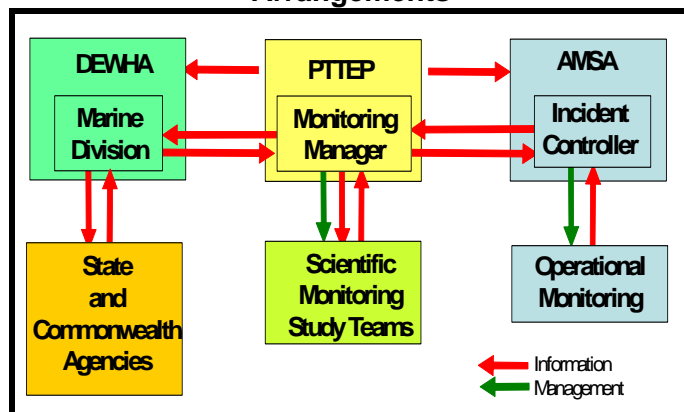 Arrangements
DEWHA
PTTEP
AMSA
Marine
Division
Monitoring
Manager
Incident
Controller
State
and
Commonwealth
Agencies
Scientific
Monitoring
Study Teams
Operational
Monitoring
Information
Management